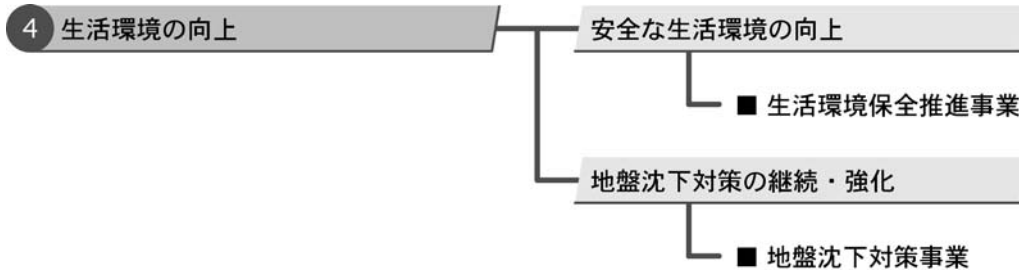 4 生活環境の向上
安全な生活環境の向上
■ 生活環境保全推進事業
地盤沈下対策の継続・強化
■ 地盤沈下対策事業